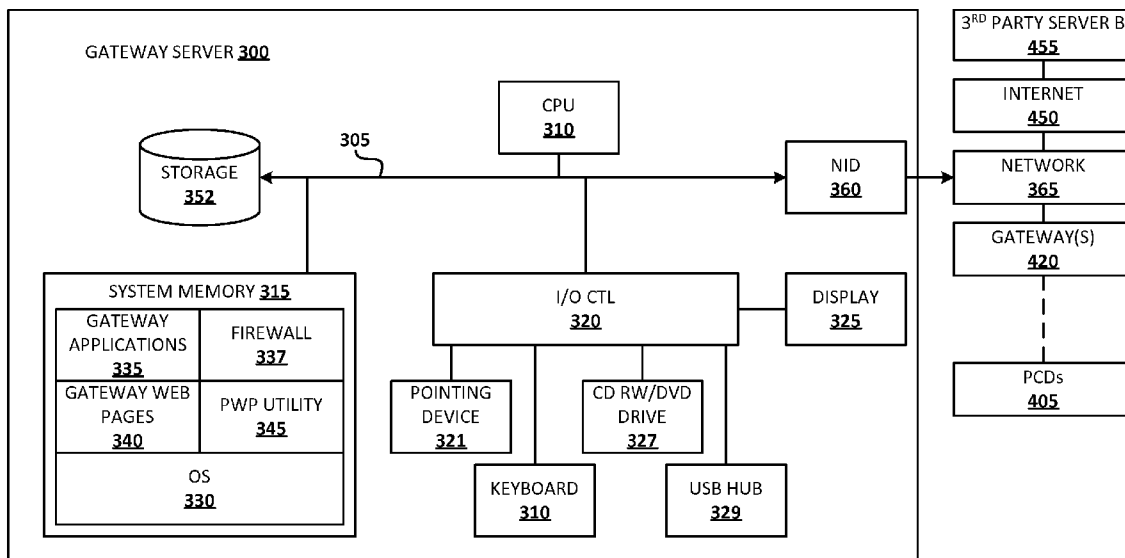 GATEWAY SERVER 300
CPU
310
305
STORAGE
352
NID
360
SYSTEM MEMORY 315
GATEWAY
APPLICATIONS
335
FIREWALL
337
GATEWAY WEB
PAGES
340
PWP UTILITY
345
OS
330
I/O CTL
320
DISPLAY
325
POINTING
DEVICE
321
CD RW/DVD
DRIVE
327
KEYBOARD
310
USB HUB
329
3RD PARTY SERVER B
455
INTERNET
450
NETWORK
365
GATEWAY(S)
420
PCDs
405